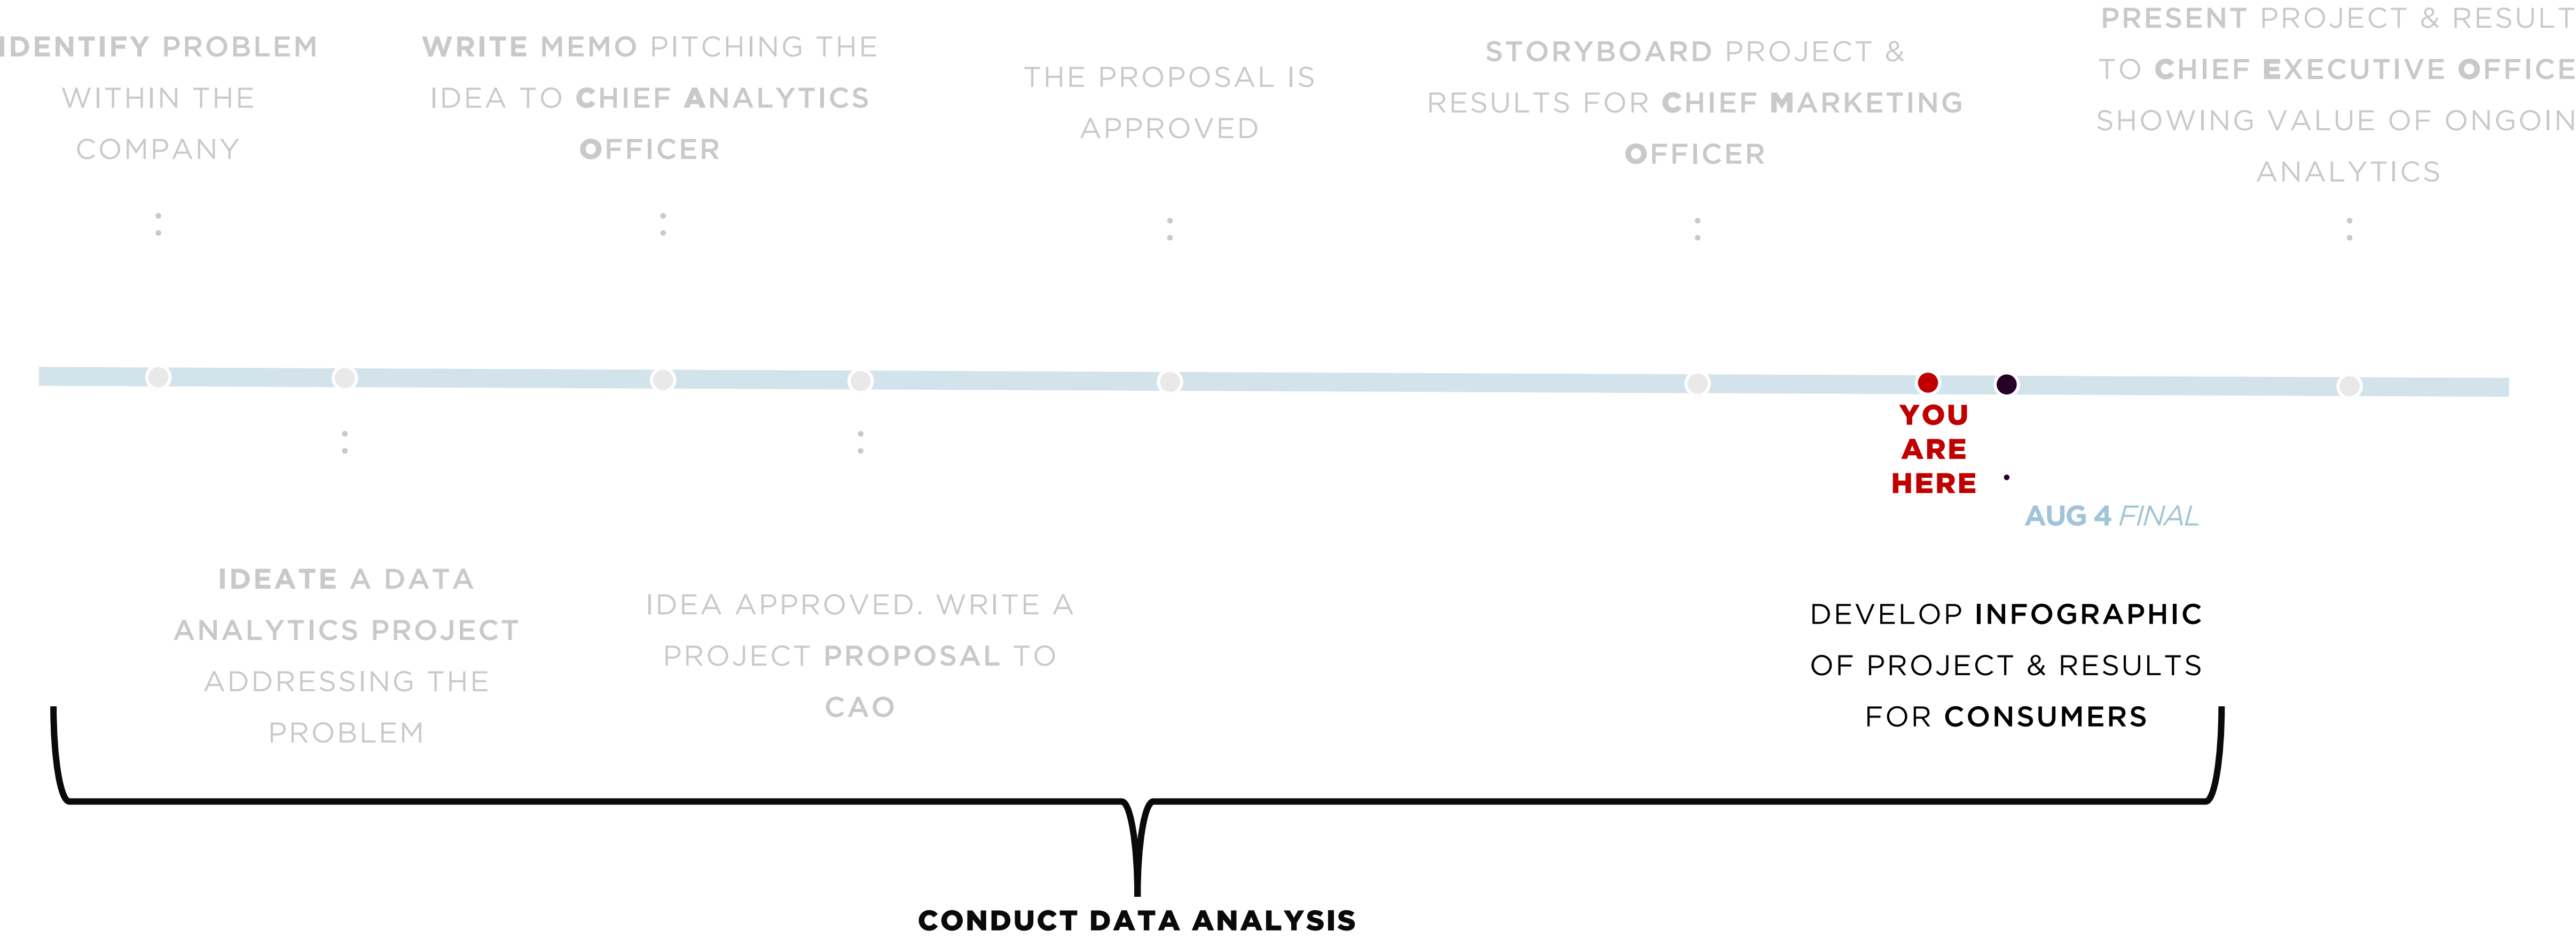 IDENTIFY PROBLEM
WITHIN THE
COMPANY
WRITE MEMO PITCHING THE
IDEA TO CHIEF ANALYTICS
OFFICER
THE PROPOSAL IS
APPROVED
STORYBOARD PROJECT &
RESULTS FOR CHIEF MARKETING
OFFICER
PRESENT PROJECT & RESULT
TO CHIEF EXECUTIVE OFFICE
SHOWING VALUE OF ONGOIN
ANALYTICS
YOU
ARE
HERE
AUG 4 FINAL
IDEATE A DATA
ANALYTICS PROJECT
ADDRESSING THE
PROBLEM
IDEA APPROVED. WRITE A
PROJECT PROPOSAL TO
CAO
DEVELOP INFOGRAPHIC
OF PROJECT & RESULTS
FOR CONSUMERS
CONDUCT DATA ANALYSIS